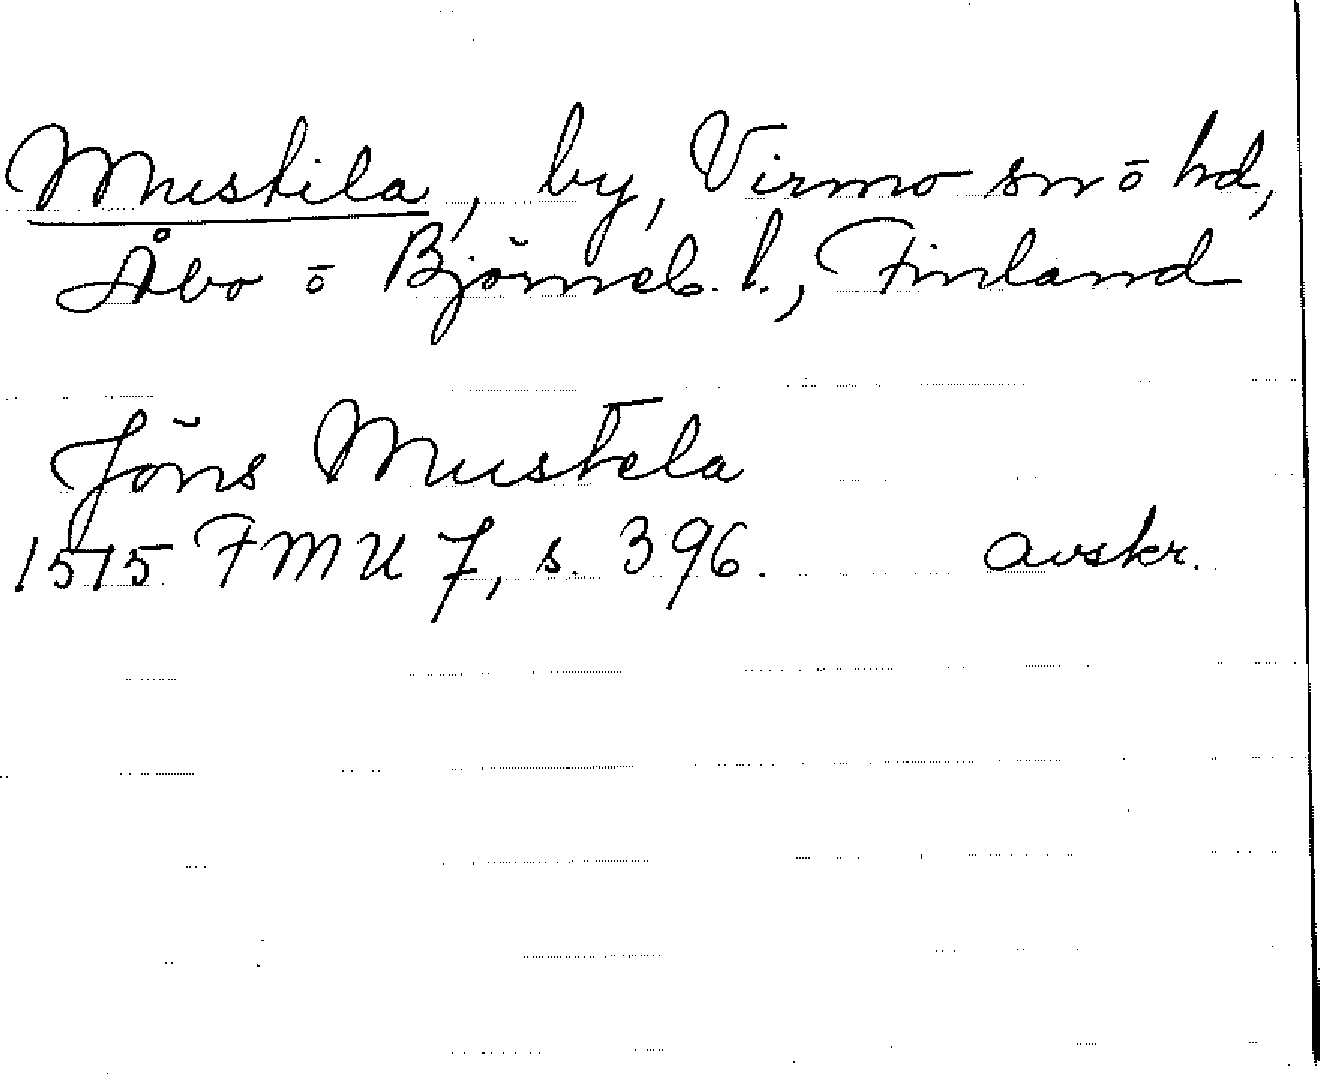 Mustila, by, Virmo sn ō hd,
Åbo ō Björneb. l., Finland
Jöns Mustela
1515 FMU 7, s. 396. avskr.